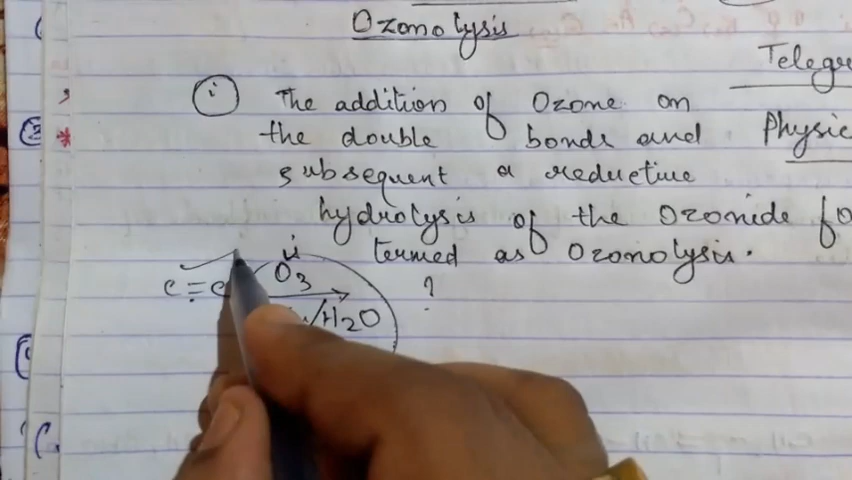 Ozonolysis
Telegr
(i) The addition of Ozone on
the double bonds and Physic
subsequent a reductive
hydrolysis of the Ozonide fo
termed as Ozonolysis.
i
O3
C=C ?
/H2O